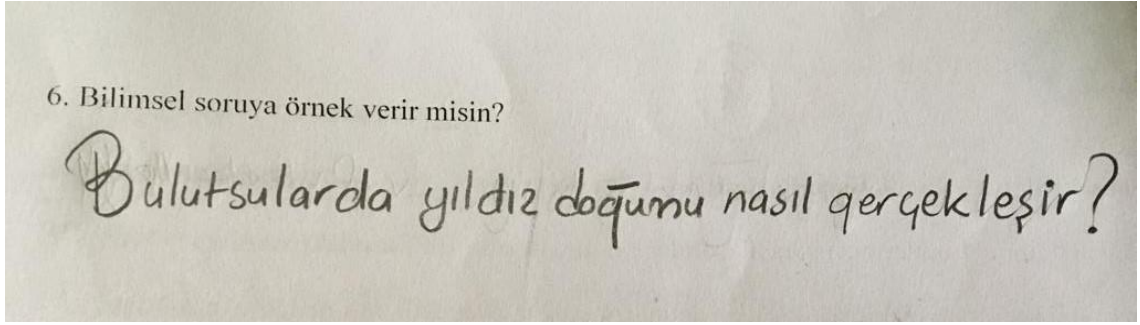 6. Bilimsel soruya örnek verir misin?
Bulutsularda yıldız doğumu nasıl gerçekleşir?